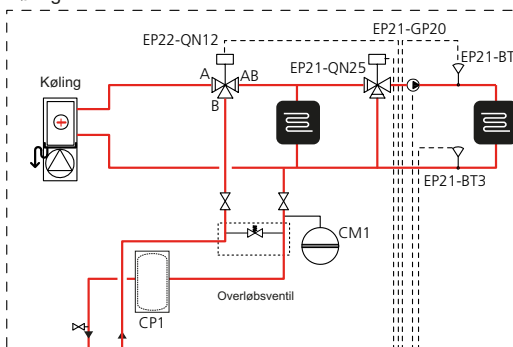 EP22-QN12
EP21-GP20
EP21-QN25
EP21-BT
Køling
A
AB
B
EP21-BT3
CM1
Overløbsventil
CP1